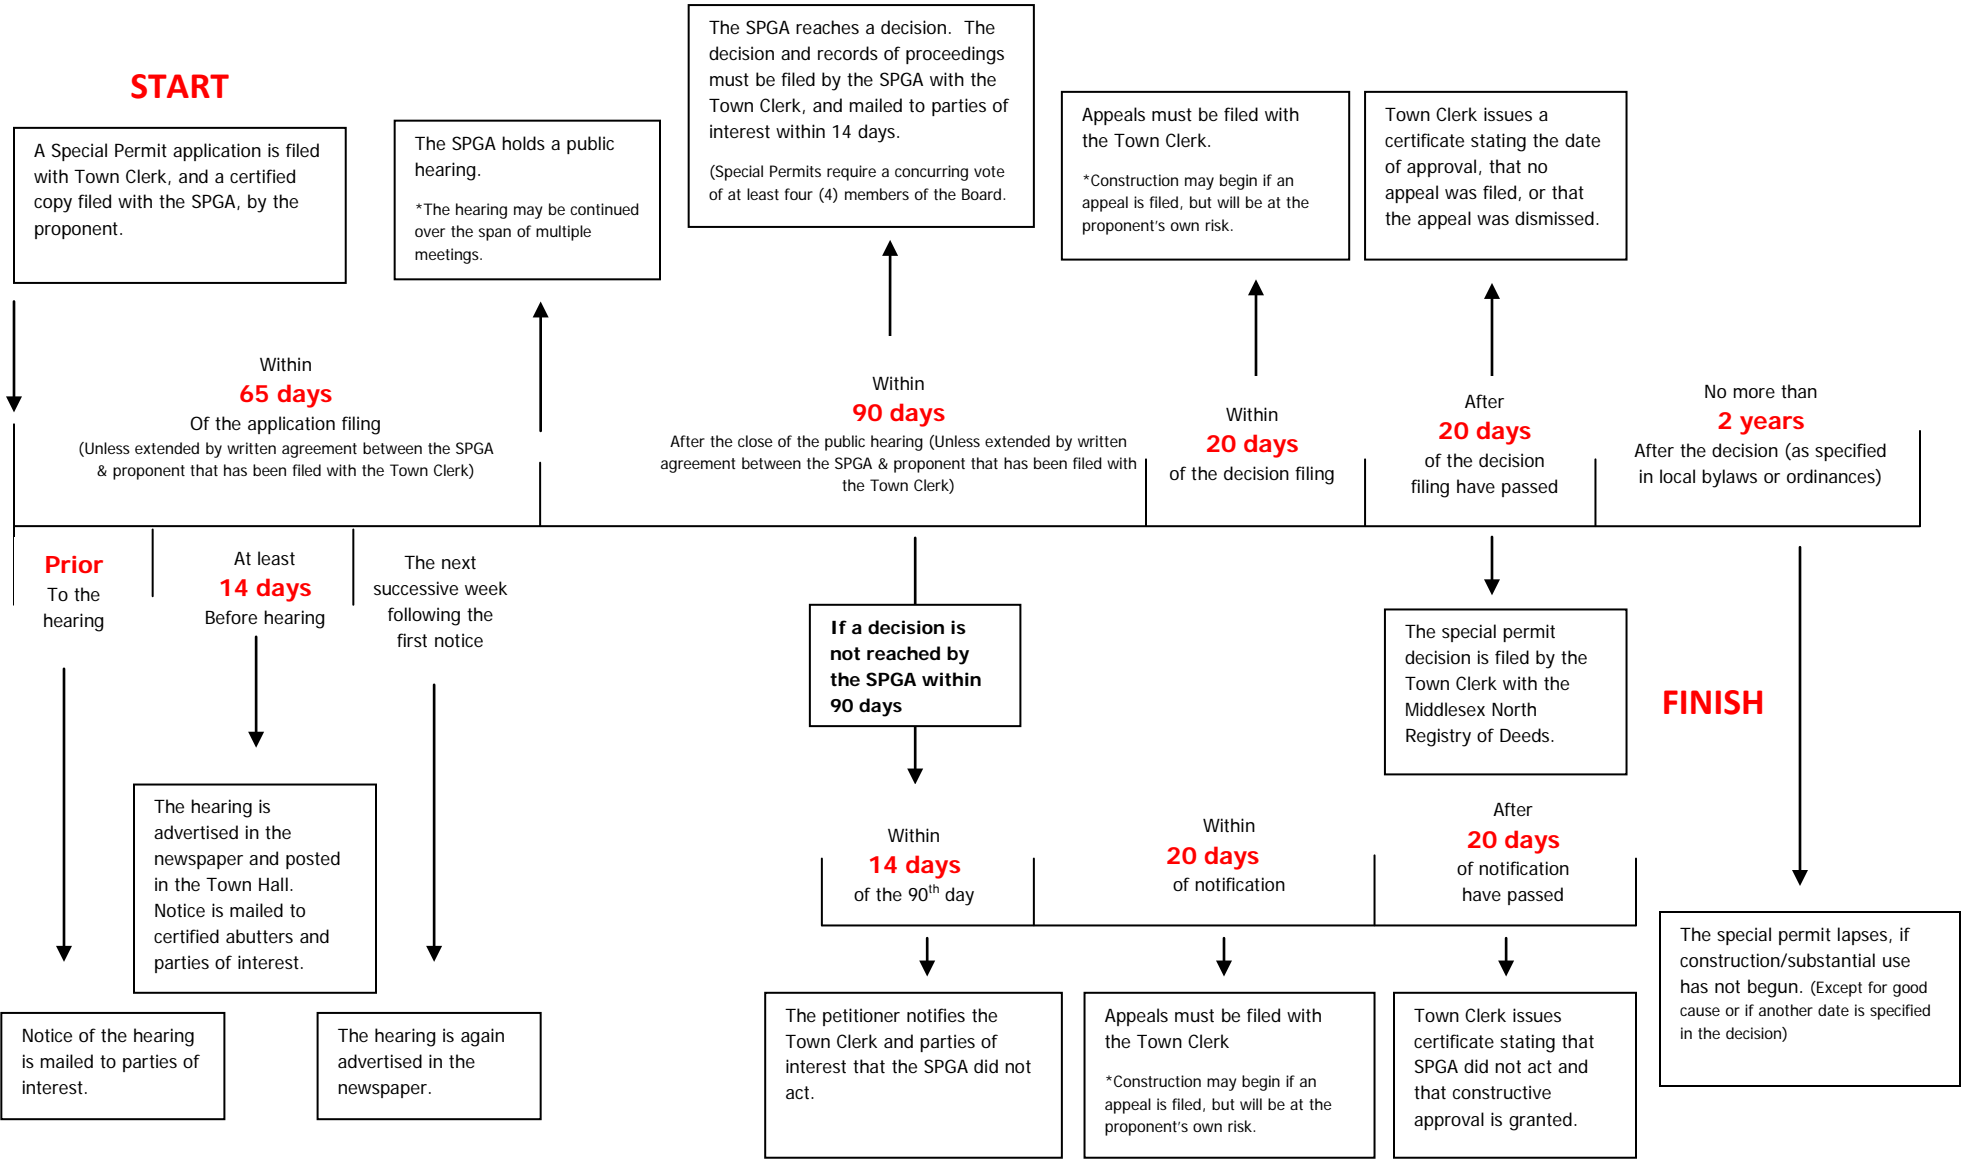 START
A Special Permit application is filed
with Town Clerk, and a certified
copy filed with the SPGA, by the
proponent.
The SPGA holds a public
hearing.
*The hearing may be continued
over the span of multiple
meetings.
The SPGA reaches a decision. The
decision and records of proceedings
must be filed by the SPGA with the
Town Clerk, and mailed to parties of
interest within 14 days.
(Special Permits require a concurring vote
of at least four (4) members of the Board.
Appeals must be filed with
the Town Clerk.
*Construction may begin if an
appeal is filed, but will be at the
proponent's own risk.
Town Clerk issues a
certificate stating the date
of approval, that no
appeal was filed, or that
the appeal was dismissed.
Within
65 days
Of the application filing
(Unless extended by written agreement between the SPGA
& proponent that has been filed with the Town Clerk)
Within
90 days
After the close of the public hearing (Unless extended by written
agreement between the SPGA & proponent that has been filed with
the Town Clerk)
Within
20 days
of the decision filing
After
20 days
of the decision
filing have passed
No more than
2 years
After the decision (as specified
in local bylaws or ordinances)
Prior
To the
hearing
At least
14 days
Before hearing
The next
successive week
following the
first notice
If a decision is
not reached by
the SPGA within
90 days
The special permit
decision is filed by the
Town Clerk with the
Middlesex North
Registry of Deeds.
FINISH
The hearing is
advertised in the
newspaper and posted
in the Town Hall.
Notice is mailed to
certified abutters and
parties of interest.
Within
14 days
of the 90th day
Within
20 days
of notification
After
20 days
of notification
have passed
Notice of the hearing
is mailed to parties of
interest.
The hearing is again
advertised in the
newspaper.
The petitioner notifies the
Town Clerk and parties of
interest that the SPGA did not
act.
Appeals must be filed with
the Town Clerk
*Construction may begin if an
appeal is filed, but will be at the
proponent's own risk.
Town Clerk issues
certificate stating that
SPGA did not act and
that constructive
approval is granted.
The special permit lapses, if
construction/substantial use
has not begun. (Except for good
cause or if another date is specified
in the decision)